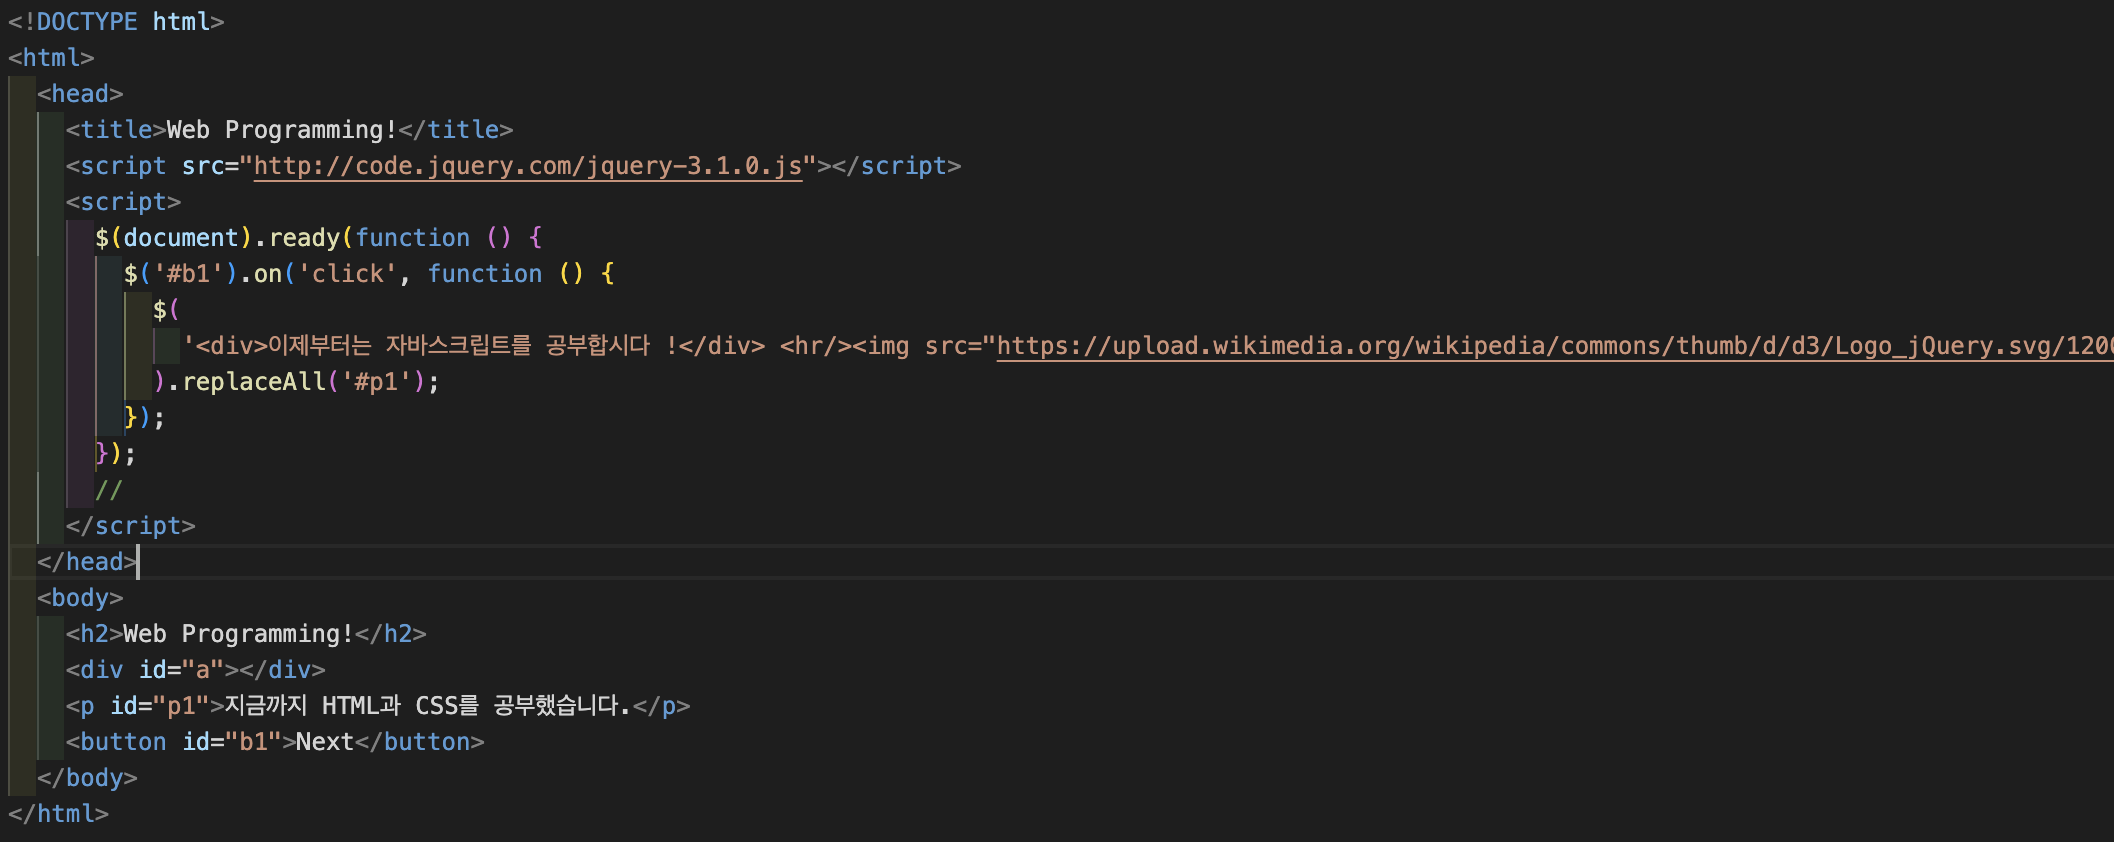 <!DOCTYPE html>
<html>
<head>
<title>Web Programming!</title>
<script src="http://code.jquery.com/jquery-3.1.0.js"></script>
<script>
$(document).ready(function () {
$('#b1').on('click', function () {
$(
'<div>이제부터는 자바스크립트를 공부합시다 !</div> <hr/><img src="https://upload.wikimedia.org/wikipedia/commons/thumb/d/d3/Logo_jQuery.svg/1200
).replaceAll('#p1');
});
});
//
</script>
</head>
<body>
<h2>Web Programming!</h2>
<div id="a"></div>
<p id="p1">지금까지 HTML과 CSS를 공부했습니다.</p>
<button id="b1">Next</button>
</body>
</html>